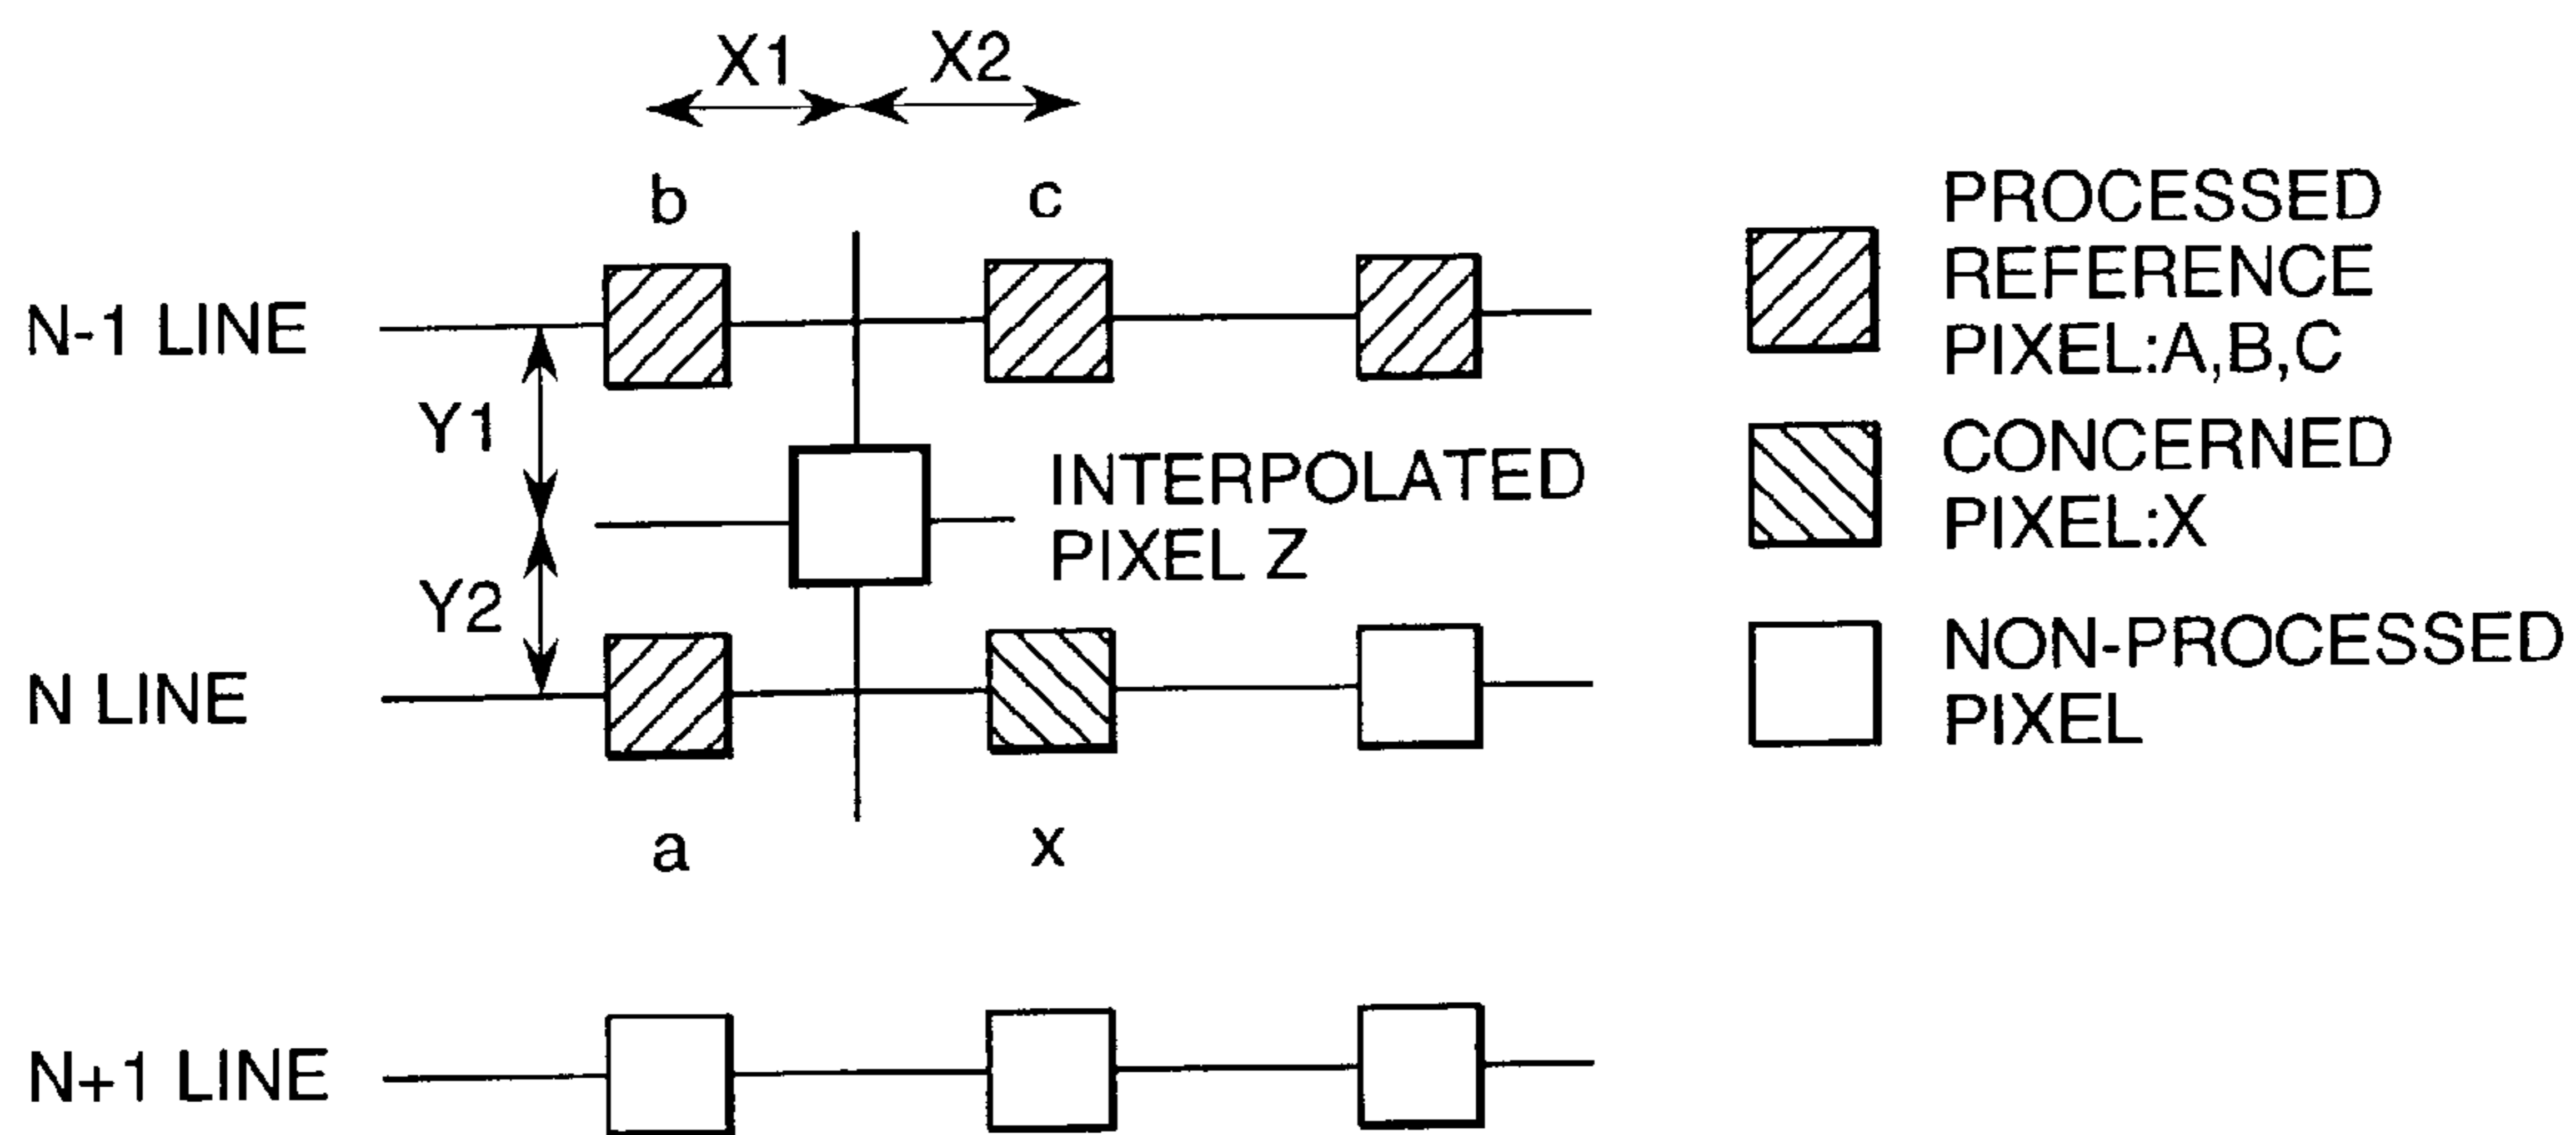 X1 X2
b c
N-1 LINE
Y1
INTERPOLATED
PIXEL Z
Y2
N LINE
a x
N+1 LINE
PROCESSED
REFERENCE
PIXEL:A,B,C
CONCERNED
PIXEL:X
NON-PROCESSED
PIXEL